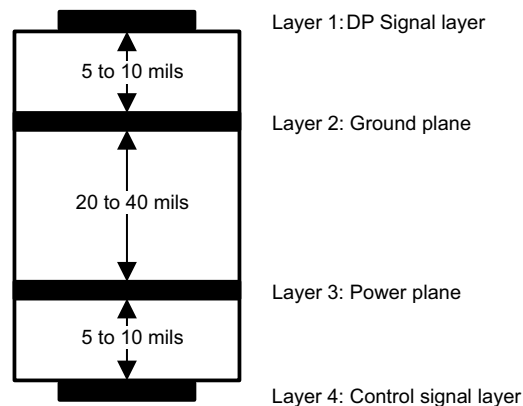 Layer 1: DP Signal layer
5 to 10 mils
Layer 2: Ground plane
20 to 40 mils
Layer 3: Power plane
5 to 10 mils
Layer 4: Control signal layer